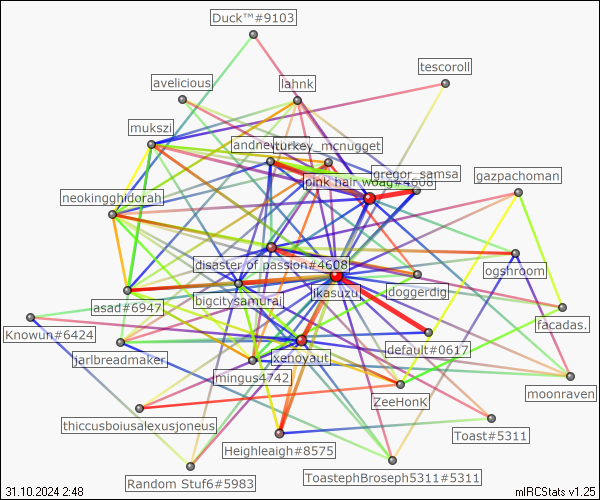 Duck™#9103
tescoroll
avelicious
lahnk
mukszi
turkey_mcnugget
gregor_samsa
pink hair woag#4608
gazpachoman
neokingghidorah
disaster of passion#4608
ogshroom
bigcitysamurai
ikasuzu
doggerdig
asad#6947
facadas.
Knowun#6424
default#0617
jarlbreadmaker
xenoyaut
mingus4742
moonraven
ZeeHonk
thiccusboiusalexusjoneus
Toast#5311
Heighleaigh#8575
Random Stuf6#5983
ToastephBroseph5311#5311
31.10.2024 2:48
mIRCStats v1.25